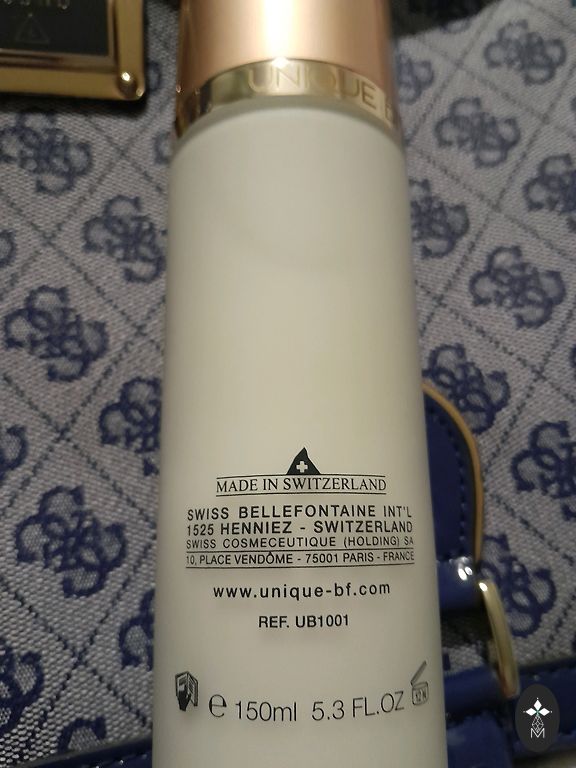 UNIQUE
MADE IN SWITZERLAND
SWISS BELLEFONTAINE INT'L
1525 HENNIEZ - SWITZERLAND
SWISS COSMECEUTIQUE (HOLDING) SA
10, PLACE VENDÔME - 75001 PARIS - FRANCE
www.unique-bf.com
REF. UB1001
℮ 150ml 5.3 FL.OZ